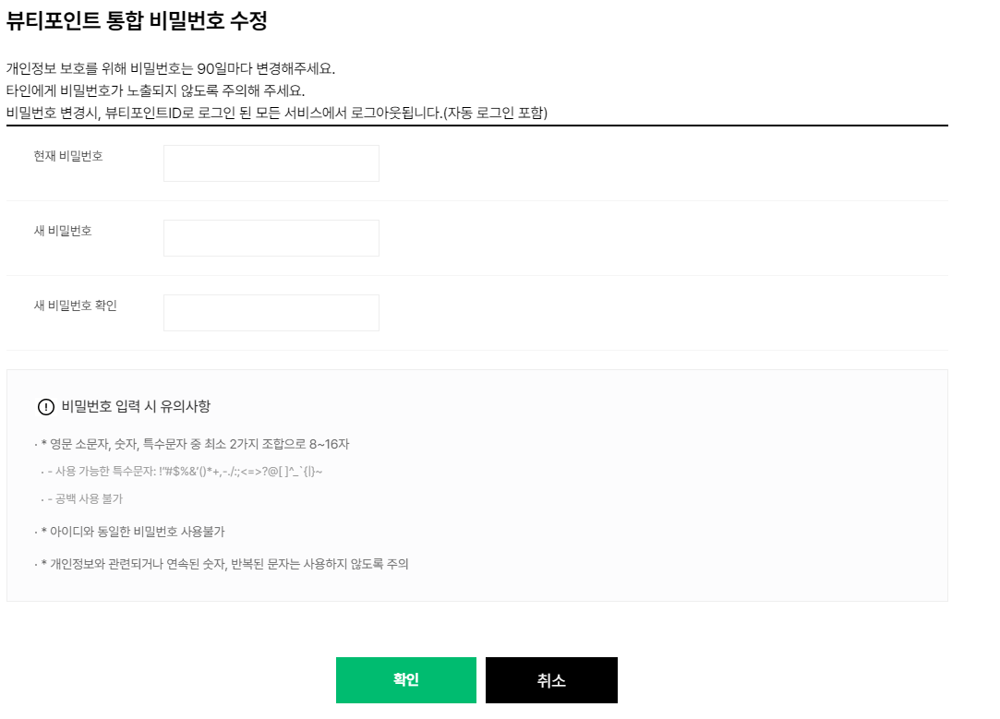 뷰티포인트 통합 비밀번호 수정
개인정보 보호를 위해 비밀번호는 90일마다 변경해주세요.
타인에게 비밀번호가 노출되지 않도록 주의해 주세요.
비밀번호 변경시, 뷰티포인트ID로 로그인 된 모든 서비스에서 로그아웃됩니다.(자동 로그인 포함)
현재 비밀번호
새 비밀번호
새 비밀번호 확인
! 비밀번호 입력 시 유의사항
· * 영문 소문자, 숫자, 특수문자 중 최소 2가지 조합으로 8~16자
· - 사용 가능한 특수문자: !"#$%&'()*+,-./:;<=>?@[ ]^_`{|}~
· - 공백 사용 불가
· * 아이디와 동일한 비밀번호 사용불가
· * 개인정보와 관련되거나 연속된 숫자, 반복된 문자는 사용하지 않도록 주의
확인 취소